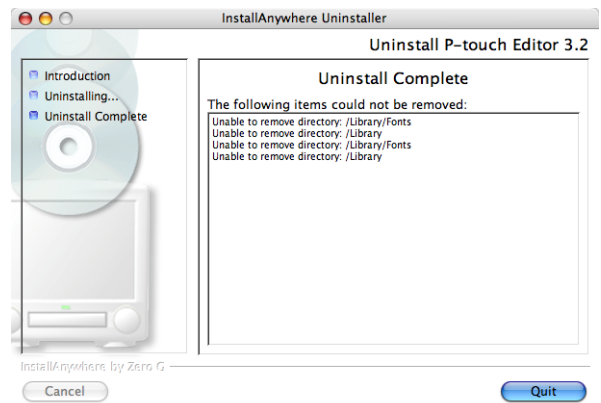 InstallAnywhere Uninstaller
Uninstall P-touch Editor 3.2
Introduction
Uninstalling...
Uninstall Complete
Uninstall Complete
The following items could not be removed:
Unable to remove directory: /Library/Fonts
Unable to remove directory: /Library
Unable to remove directory: /Library/Fonts
Unable to remove directory: /Library
InstallAnywhere by Zero G
Cancel
Quit